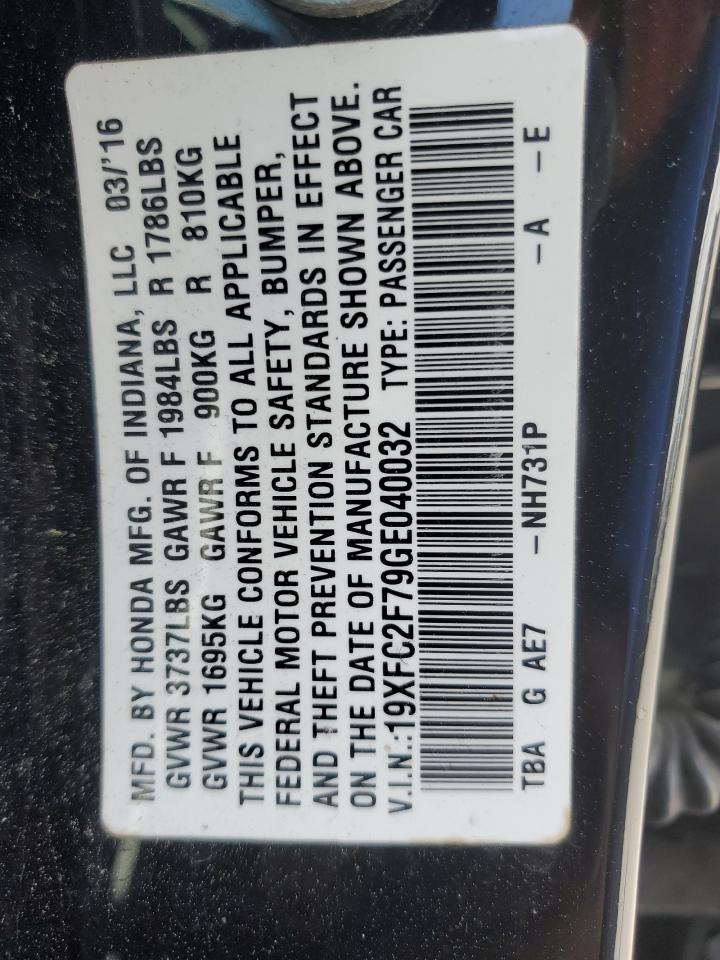 MFD. BY HONDA MFG. OF INDIANA, LLC 03/'16
GVWR 3737LBS GAWR F 1984LBS R 1786LBS
GVWR 1695KG GAWR F 900KG R 810KG
THIS VEHICLE CONFORMS TO ALL APPLICABLE
FEDERAL MOTOR VEHICLE SAFETY, BUMPER,
AND THEFT PREVENTION STANDARDS IN EFFECT
ON THE DATE OF MANUFACTURE SHOWN ABOVE.
V.I.N.:19XFC2F79GE040032 TYPE: PASSENGER CAR
TBA G AE7 –NH731P –A –E